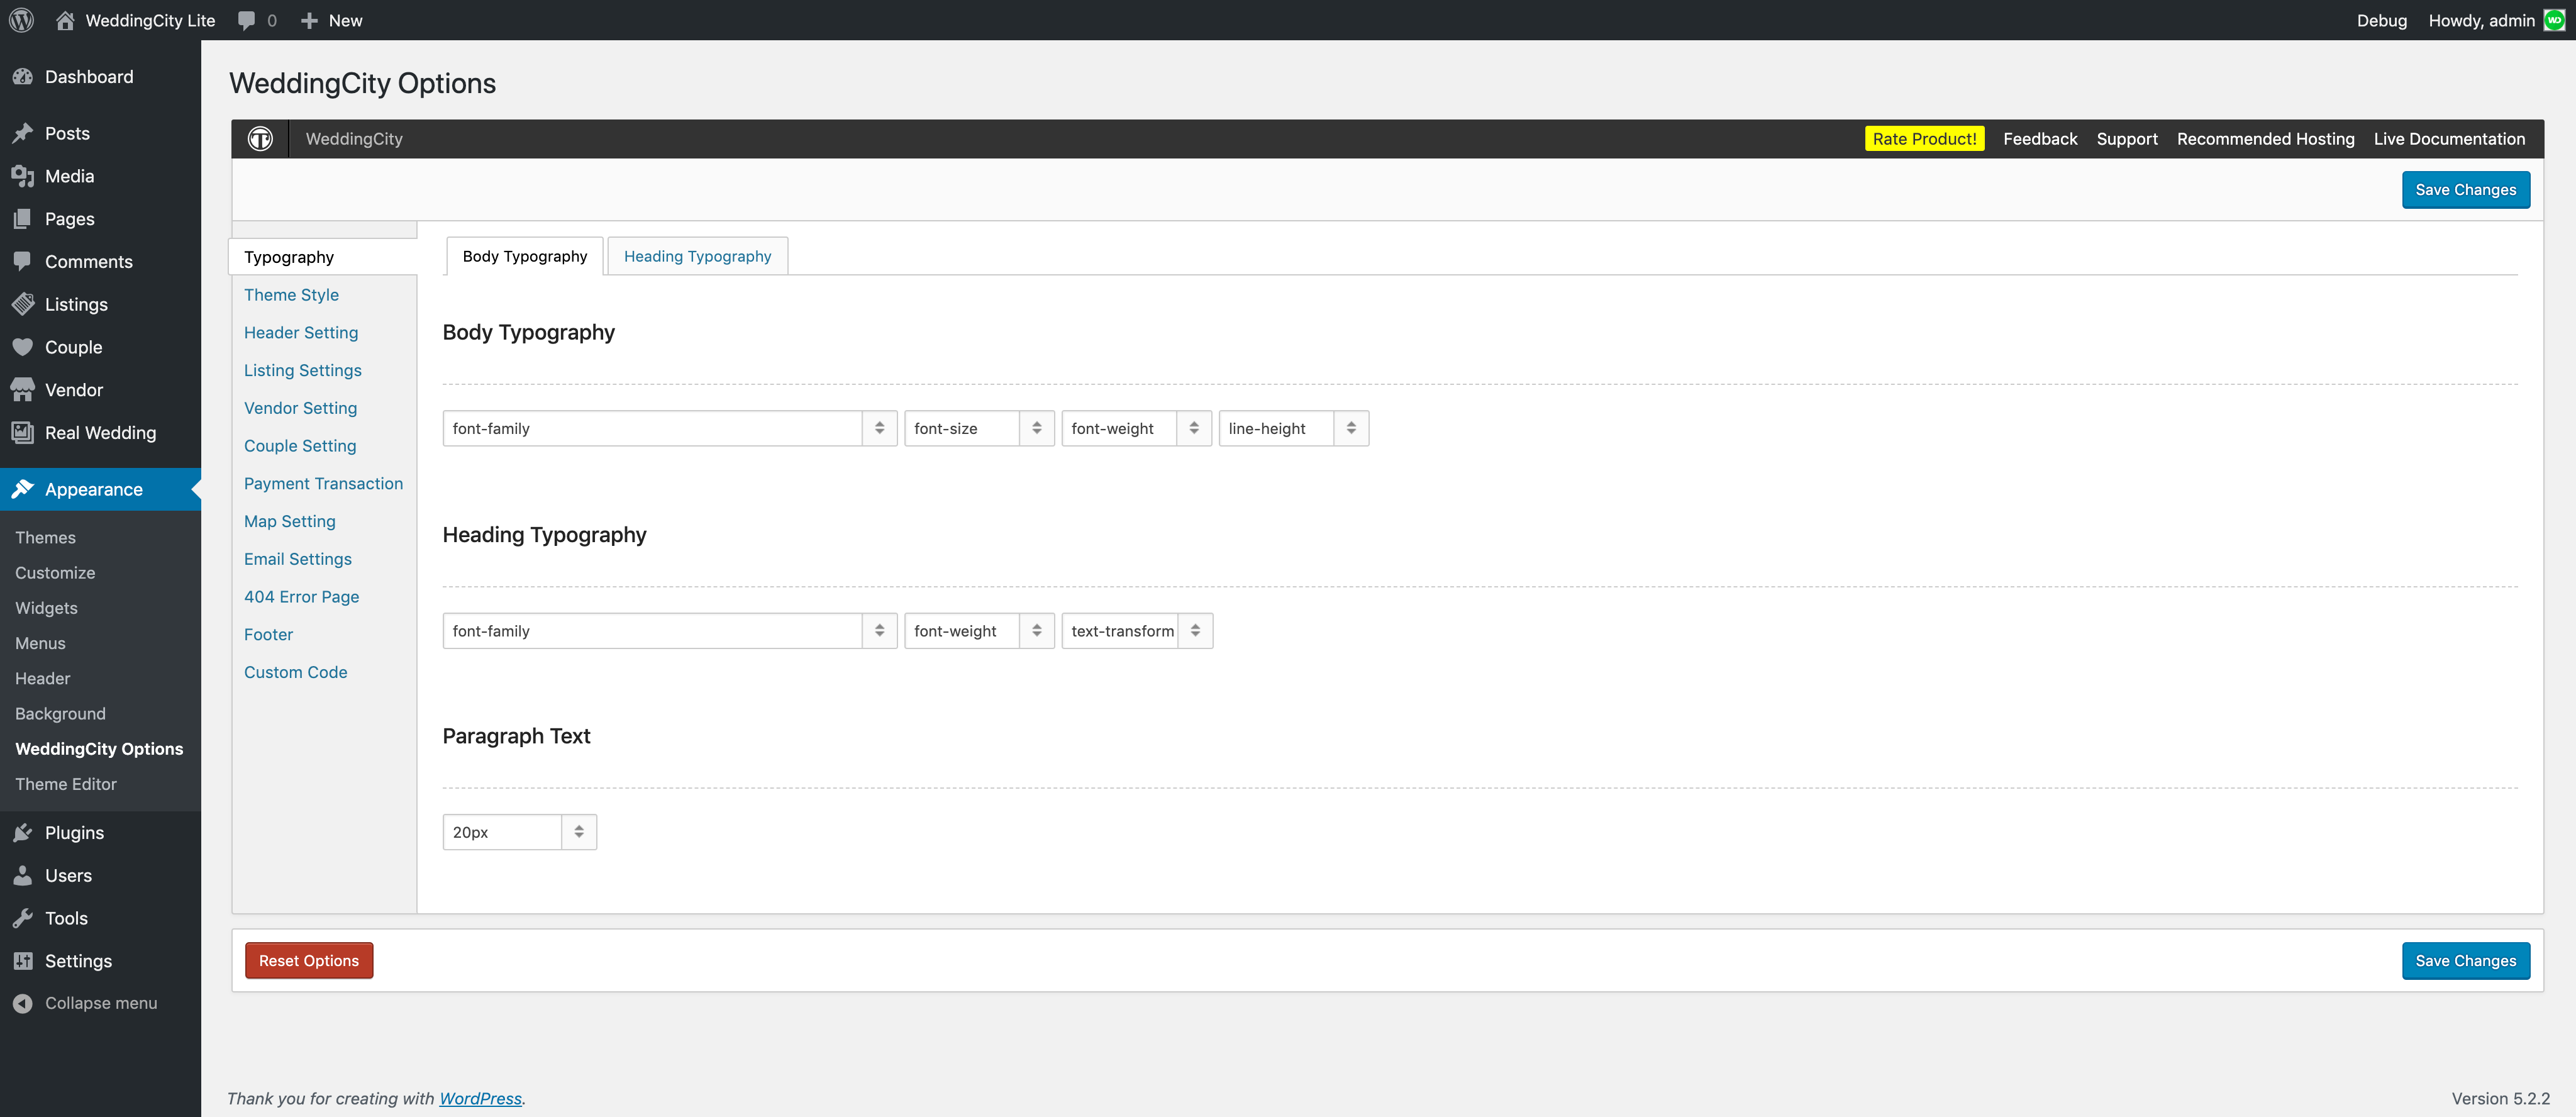 WeddingCity Lite 0 New Debug Howdy, admin
Dashboard
Posts
Media
Pages
Comments
Listings
Couple
Vendor
Real Wedding
Appearance
Themes
Customize
Widgets
Menus
Header
Background
WeddingCity Options
Theme Editor
Plugins
Users
Tools
Settings
Collapse menu
WeddingCity Options
WeddingCity Rate Product! Feedback Support Recommended Hosting Live Documentation
Save Changes
Typography
Theme Style
Header Setting
Listing Settings
Vendor Setting
Couple Setting
Payment Transaction
Map Setting
Email Settings
404 Error Page
Footer
Custom Code
Body Typography Heading Typography
Body Typography
font-family font-size font-weight line-height
Heading Typography
font-family font-weight text-transform
Paragraph Text
20px
Reset Options Save Changes
Thank you for creating with WordPress. Version 5.2.2